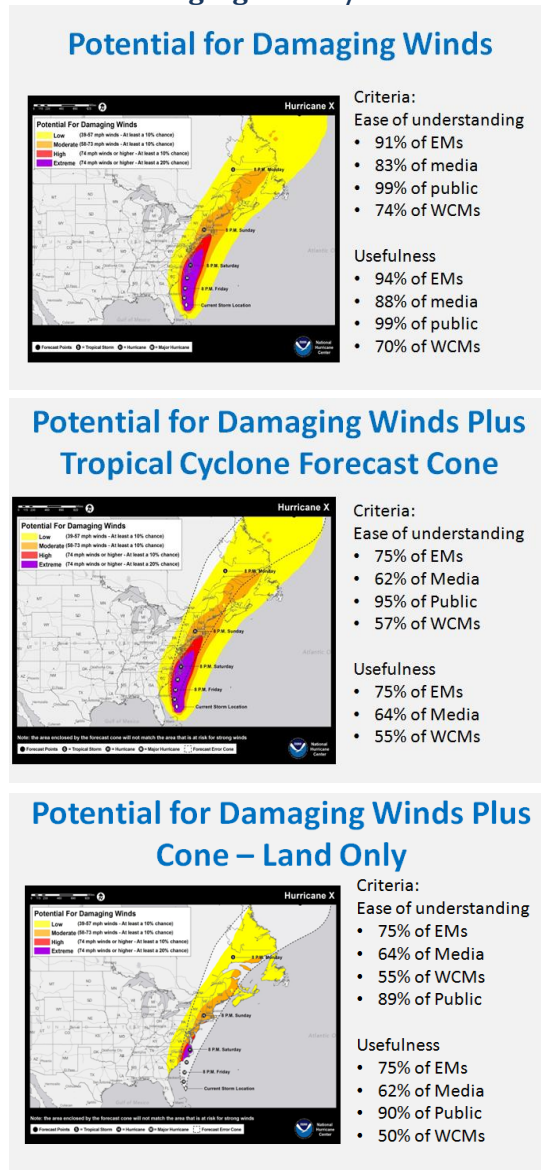 Potential for Damaging Winds
Hurricane X
Potential For Damaging Winds
Low (39-57 mph winds - At least a 10% chance)
Moderate (58-73 mph winds - At least a 10% chance)
High (74 mph winds or higher - At least a 10% chance)
Extreme (74 mph winds or higher - At least a 20% chance)
8 P.M. Monday
8 P.M. Sunday
8 P.M. Saturday
8 P.M. Friday
Current Storm Location
Gulf of Mexico
Forecast Points S = Tropical Storm H = Hurricane M = Major Hurricane
National
Hurricane
Center
Criteria:
Ease of understanding
• 91% of EMs
• 83% of media
• 99% of public
• 74% of WCMs
Usefulness
• 94% of EMs
• 88% of media
• 99% of public
• 70% of WCMs
Potential for Damaging Winds Plus
Tropical Cyclone Forecast Cone
Hurricane X
Potential For Damaging Winds
Low (39-57 mph winds - At least a 10% chance)
Moderate (58-73 mph winds - At least a 10% chance)
High (74 mph winds or higher - At least a 10% chance)
Extreme (74 mph winds or higher - At least a 20% chance)
8 P.M. Monday
8 P.M. Sunday
8 P.M. Saturday
8 P.M. Friday
Current Storm Location
Gulf of Mexico
Note: the area enclosed by the forecast cone will not match the area that is at risk for strong winds
Forecast Points S = Tropical Storm H = Hurricane M = Major Hurricane Forecast Error Cone
National
Hurricane
Center
Criteria:
Ease of understanding
• 75% of EMs
• 62% of Media
• 95% of Public
• 57% of WCMs
Usefulness
• 75% of EMs
• 64% of Media
• 55% of WCMs
Potential for Damaging Winds Plus
Cone – Land Only
Hurricane X
Potential For Damaging Winds
Low (39-57 mph winds - At least a 10% chance)
Moderate (58-73 mph winds - At least a 10% chance)
High (74 mph winds or higher - At least a 10% chance)
Extreme (74 mph winds or higher - At least a 20% chance)
8 P.M. Monday
8 P.M. Sunday
8 P.M. Saturday
8 P.M. Friday
Current Storm Location
Gulf of Mexico
Note: the area enclosed by the forecast cone will not match the area that is at risk for strong winds
Forecast Points S = Tropical Storm H = Hurricane M = Major Hurricane Forecast Error Cone
National
Hurricane
Center
Criteria:
Ease of understanding
• 75% of EMs
• 64% of Media
• 55% of WCMs
• 89% of Public
Usefulness
• 75% of EMs
• 62% of Media
• 90% of Public
• 50% of WCMs